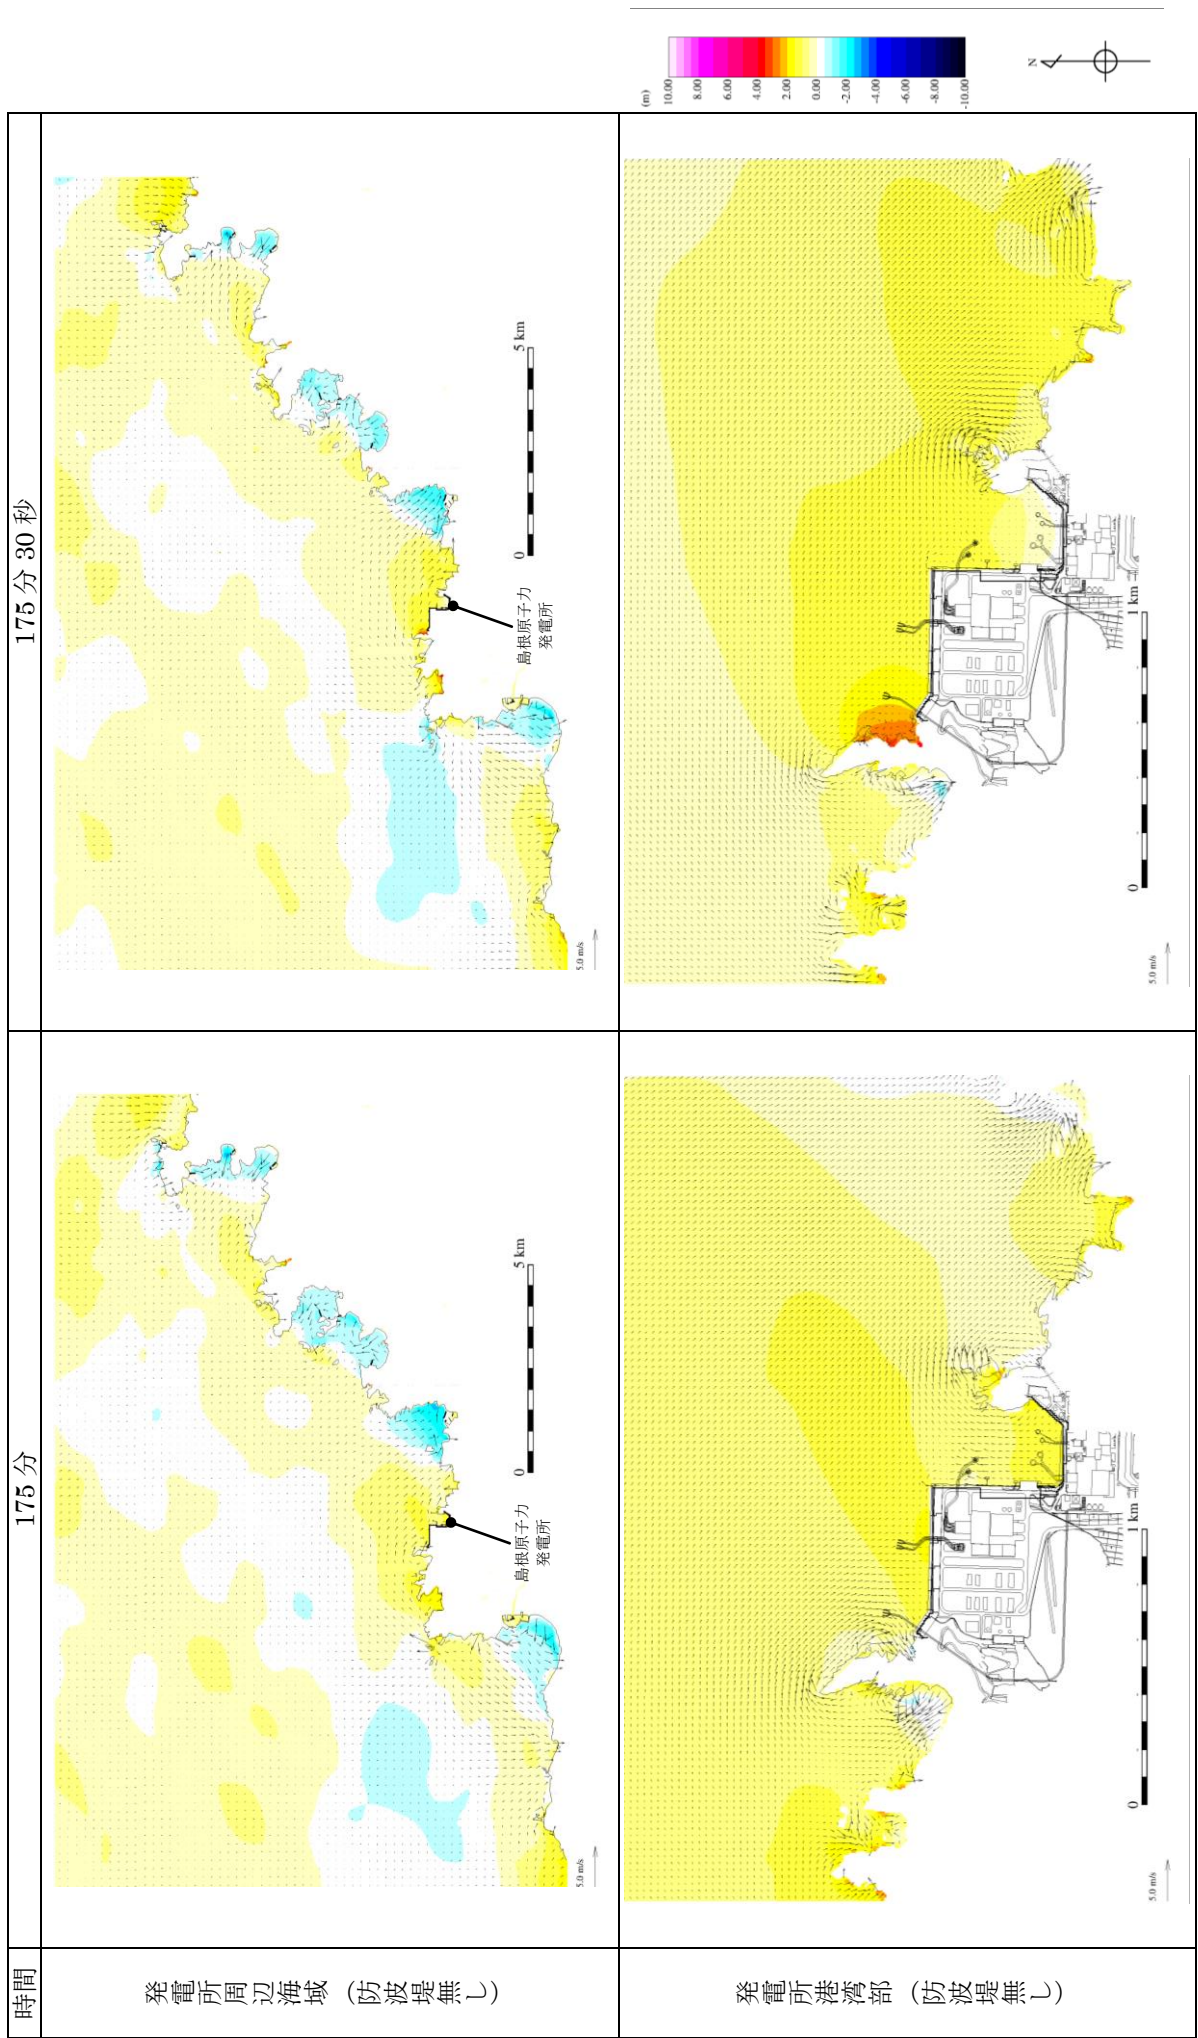 時間
175分
175分30秒
発電所周辺海域（防波堤無し）
島根原子力
発電所
0
5 km
5.0 m/s
島根原子力
発電所
0
5 km
5.0 m/s
発電所港湾部（防波堤無し）
0
1 km
5.0 m/s
0
1 km
5.0 m/s
(m)
10.00
8.00
6.00
4.00
2.00
0.00
-2.00
-4.00
-6.00
-8.00
-10.00
N